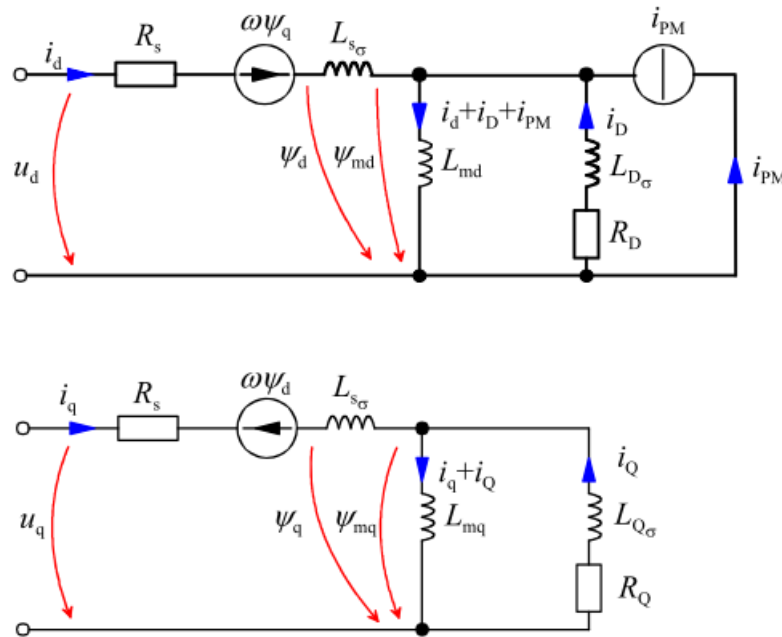 i_PM
i_d R_s ωψ_q L_sσ
i_d+i_D+i_PM i_D
u_d ψ_d ψ_md L_md L_Dσ i_PM
R_D
i_q R_s ωψ_d L_sσ
i_q+i_Q i_Q
u_q ψ_q ψ_mq L_mq L_Qσ
R_Q